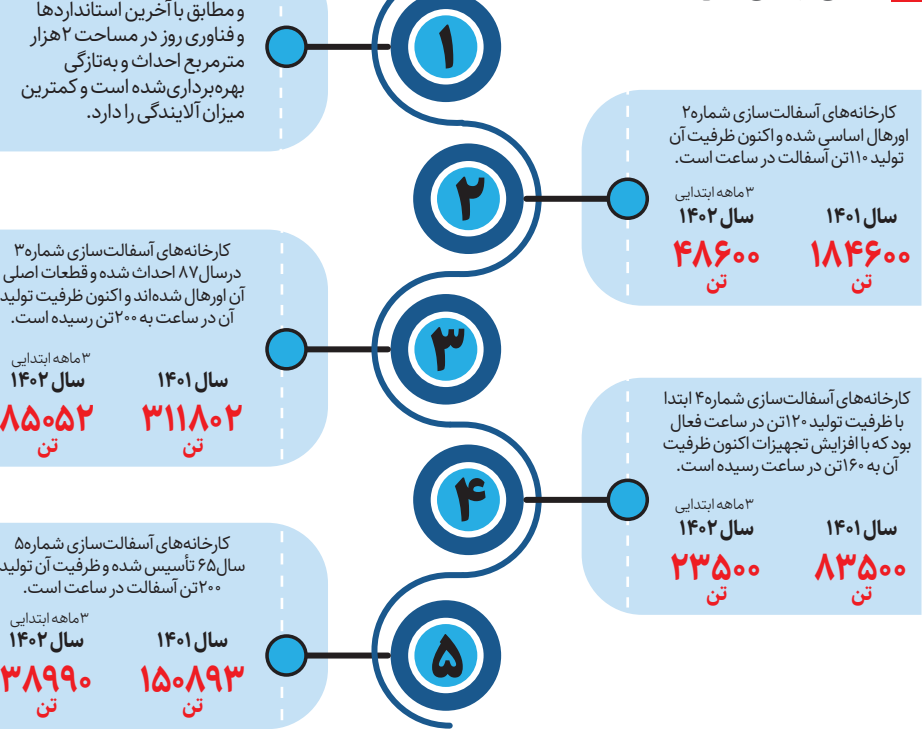 و مطابق با آخرین استانداردها
و فناوری روز در مساحت ۲هزار
مترمربع احداث و به‌تازگی
بهره‌برداری‌شده است و کمترین
میزان آلایندگی را دارد.
۱
کارخانه‌های آسفالت‌سازی شماره۲
اورهال اساسی شده و اکنون ظرفیت آن
تولید ۱۱۰تن آسفالت در ساعت است.
۳ماهه ابتدایی
سال ۱۴۰۱ سال ۱۴۰۲
۱۸۴۶۰۰ ۴۸۶۰۰
تن تن
۲
کارخانه‌های آسفالت‌سازی شماره۳
درسال۸۷ احداث شده و قطعات اصلی
آن اورهال شده‌اند و اکنون ظرفیت تولید
آن در ساعت به ۲۰۰تن رسیده است.
۳ماهه ابتدایی
سال ۱۴۰۱ سال ۱۴۰۲
۳۱۱۸۰۲ ۸۵۰۵۲
تن تن
۳
کارخانه‌های آسفالت‌سازی شماره۴ ابتدا
با ظرفیت تولید ۱۲۰تن در ساعت فعال
بود که با افزایش تجهیزات اکنون ظرفیت
آن به ۱۶۰تن در ساعت رسیده است.
۳ماهه ابتدایی
سال ۱۴۰۱ سال ۱۴۰۲
۸۳۵۰۰ ۲۳۵۰۰
تن تن
۴
کارخانه‌های آسفالت‌سازی شماره۵
سال۶۵ تأسیس شده و ظرفیت آن تولید
۲۰۰تن آسفالت در ساعت است.
۳ماهه ابتدایی
سال ۱۴۰۱ سال ۱۴۰۲
۱۵۰۸۹۳ ۳۸۹۹۰
تن تن
۵